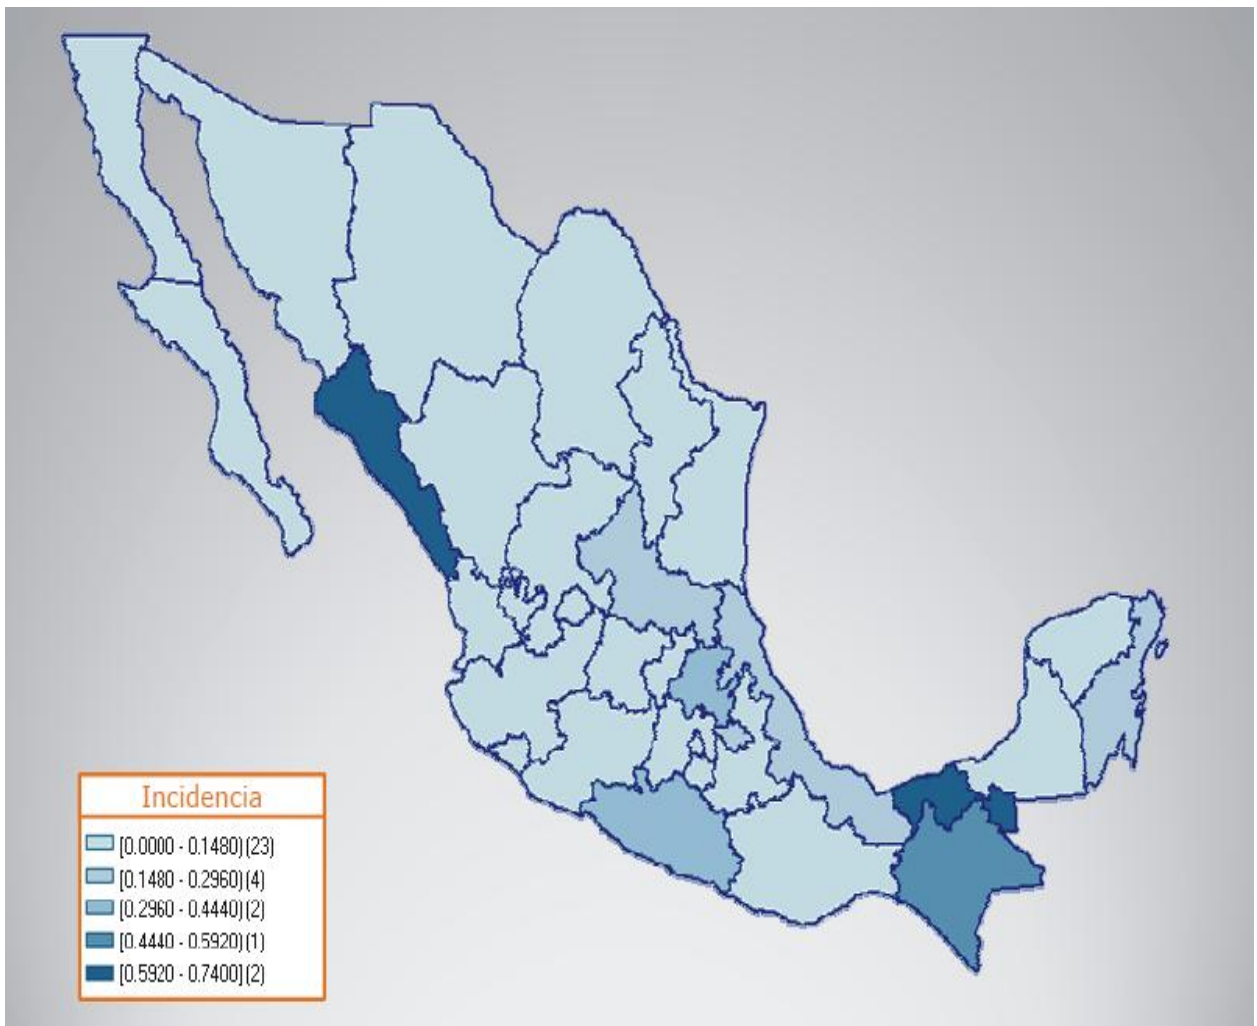 Incidencia
[0.0000 - 0.1480) (23)
[0.1480 - 0.2960) (4)
[0.2960 - 0.4440) (2)
[0.4440 - 0.5920) (1)
[0.5920 - 0.7400] (2)